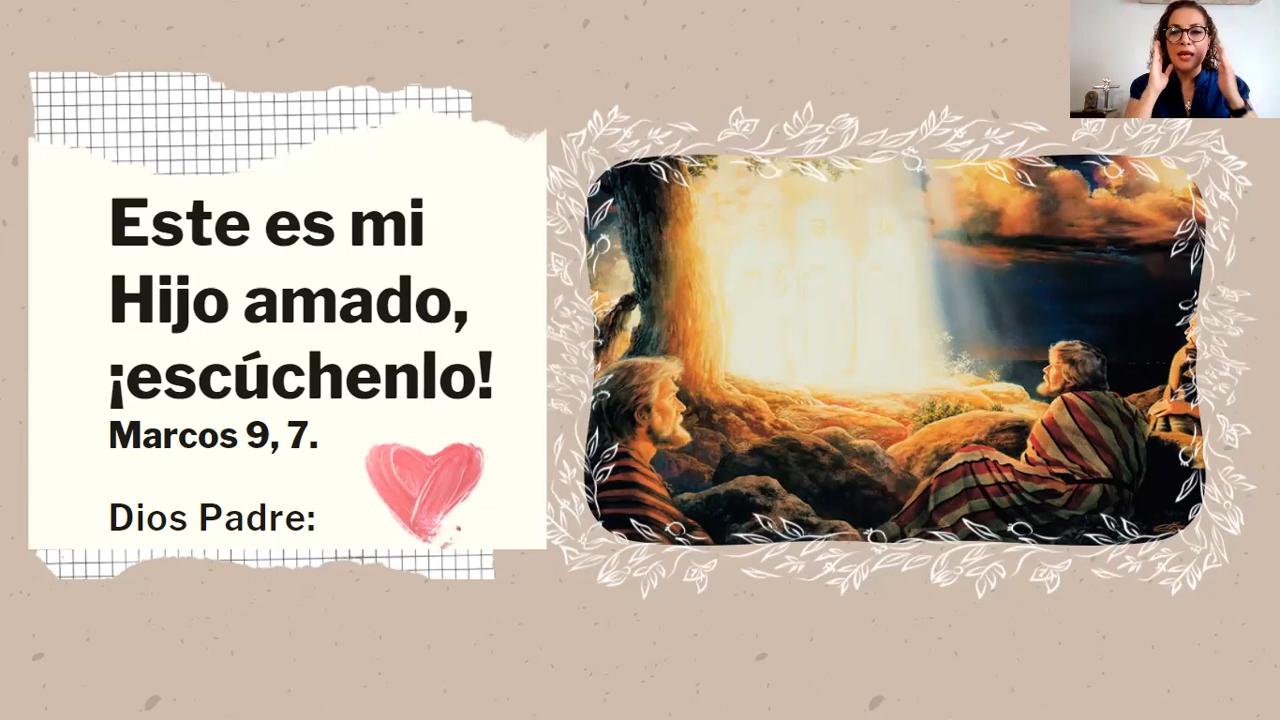 Este es mi
Hijo amado,
¡escúchenlo!
Marcos 9, 7.
Dios Padre: